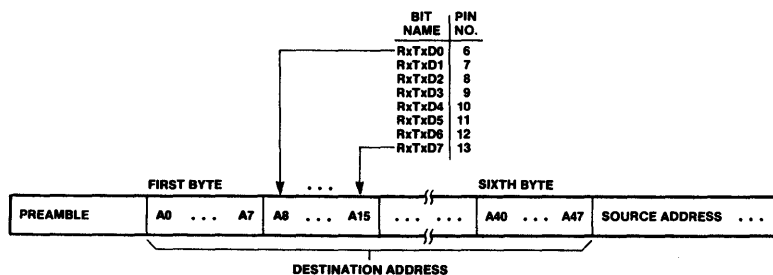 BIT NAME PIN NO.
RxTxD0 6
RxTxD1 7
RxTxD2 8
RxTxD3 9
RxTxD4 10
RxTxD5 11
RxTxD6 12
RxTxD7 13
FIRST BYTE ... SIXTH BYTE
PREAMBLE A0 ... A7 A8 ... A15 ... ... A40 ... A47 SOURCE ADDRESS ...
DESTINATION ADDRESS